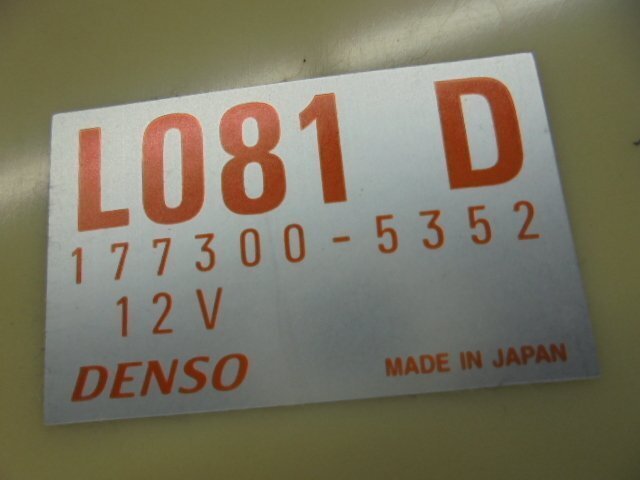 L081 D
177300-5352
12V
DENSO
MADE IN JAPAN